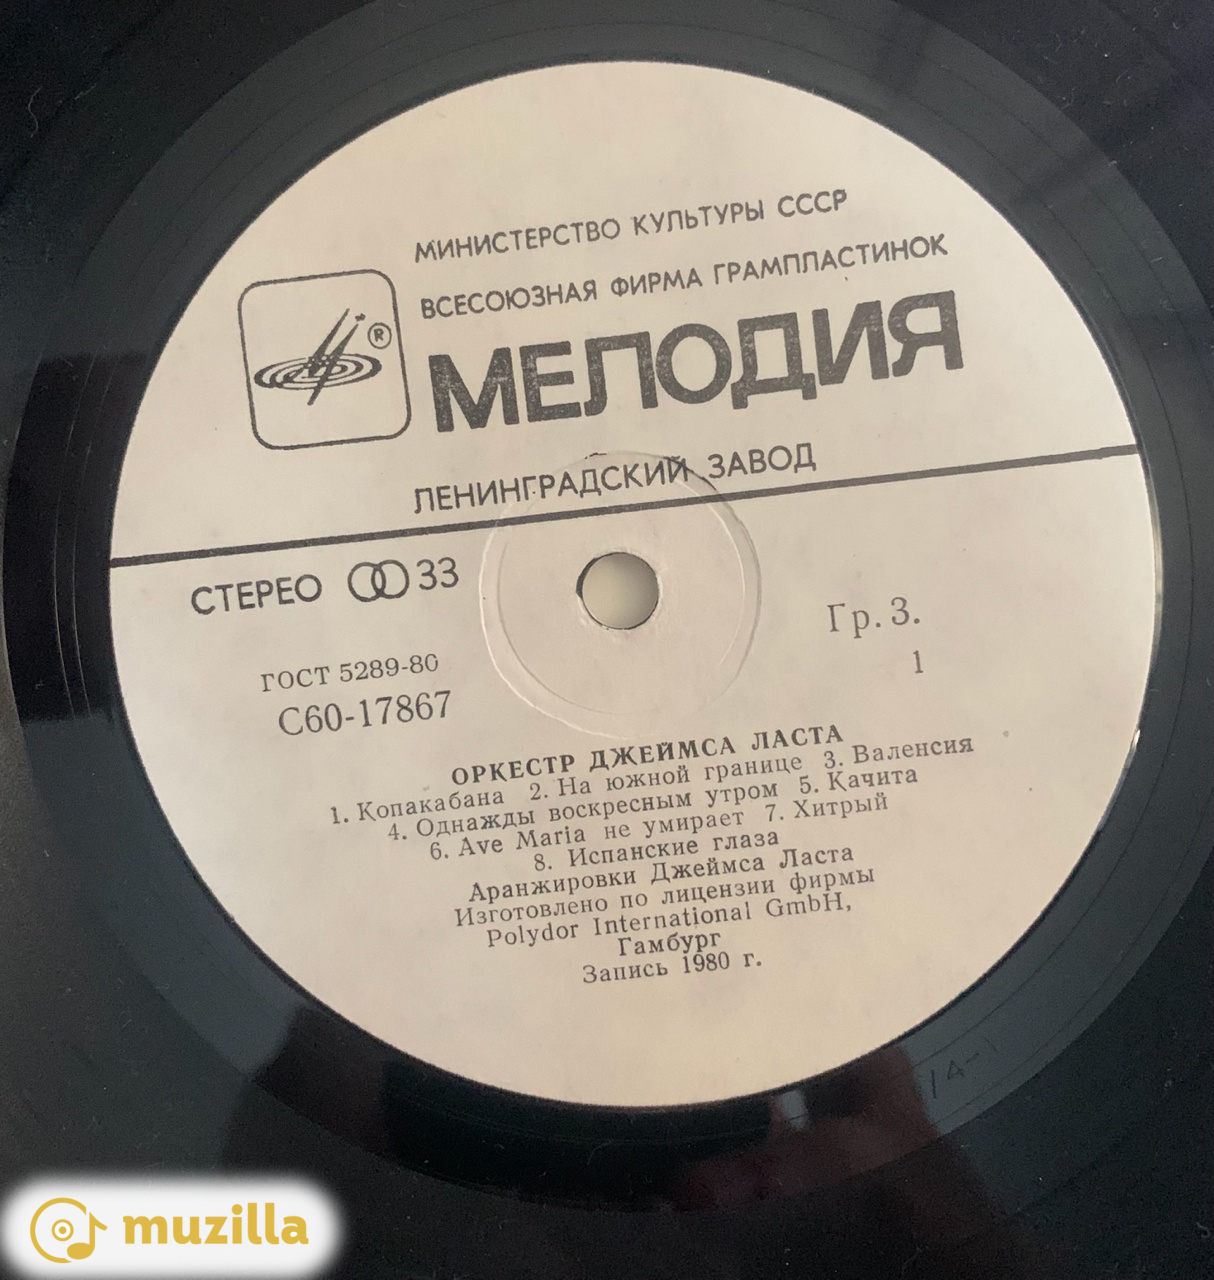 МИНИСТЕРСТВО КУЛЬТУРЫ СССР
ВСЕСОЮЗНАЯ ФИРМА ГРАМПЛАСТИНОК
®
МЕЛОДИЯ
ЛЕНИНГРАДСКИЙ ЗАВОД
СТЕРЕО 33
Гр. 3.
ГОСТ 5289-80
1
С60-17867
ОРКЕСТР ДЖЕЙМСА ЛАСТА
1. Копакабана 2. На южной границе 3. Валенсия
4. Однажды воскресным утром 5. Качита
6. Ave Maria не умирает 7. Хитрый
8. Испанские глаза
Аранжировки Джеймса Ласта
Изготовлено по лицензии фирмы
Polydor International GmbH,
Гамбург
Запись 1980 г.
1A-1
muzilla